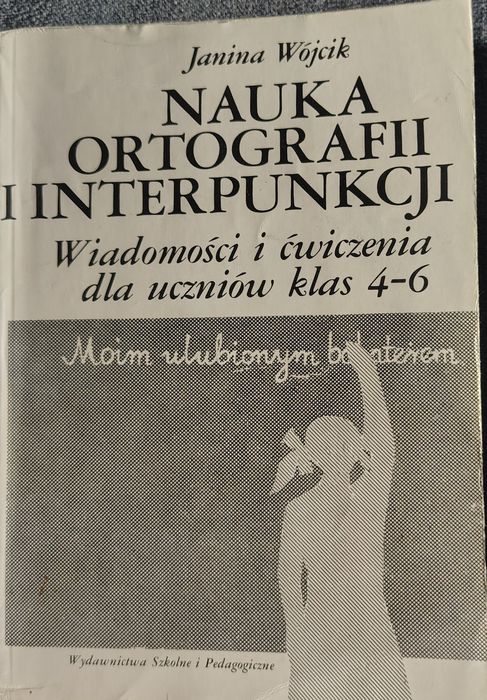 Janina Wójcik
NAUKA
ORTOGRAFII
I INTERPUNKCJI
Wiadomości i ćwiczenia
dla uczniów klas 4-6
Moim ulubionym bohaterem
Wydawnictwa Szkolne i Pedagogiczne